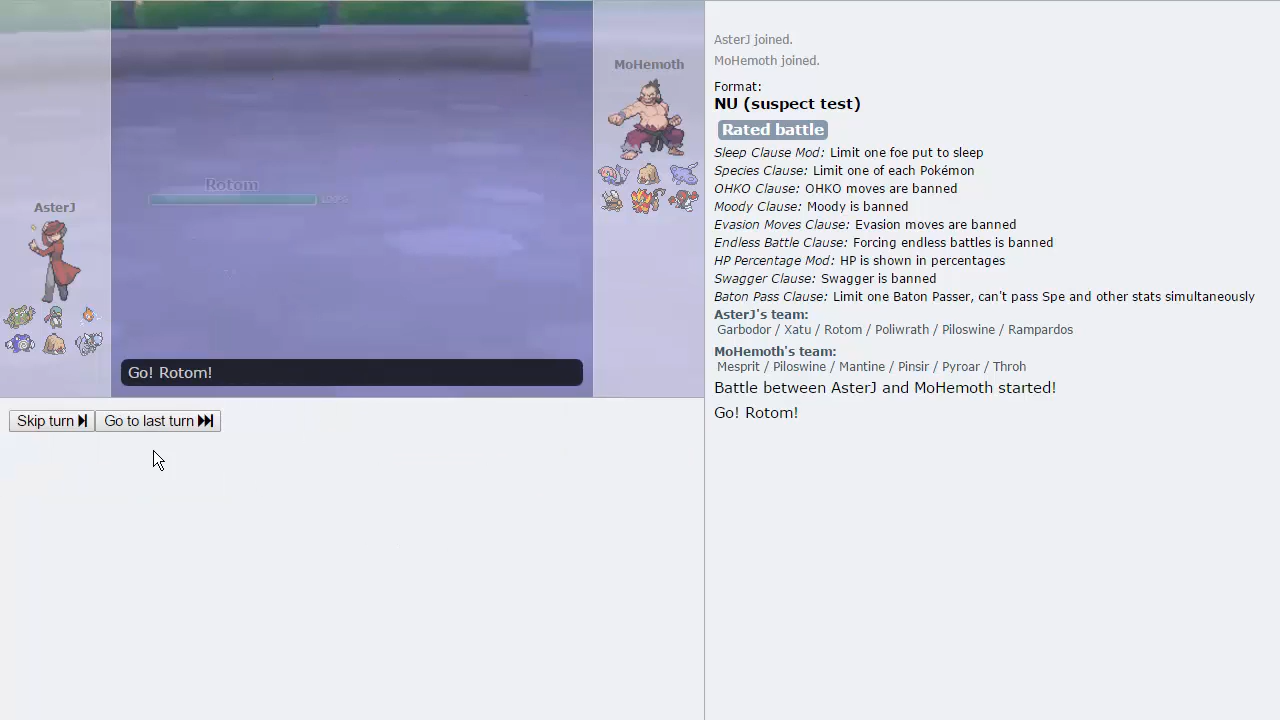 AsterJ
Rotom
100%
Go! Rotom!
MoHemoth
Skip turn
Go to last turn
AsterJ joined.
MoHemoth joined.
Format:
NU (suspect test)
Rated battle
Sleep Clause Mod: Limit one foe put to sleep
Species Clause: Limit one of each Pokémon
OHKO Clause: OHKO moves are banned
Moody Clause: Moody is banned
Evasion Moves Clause: Evasion moves are banned
Endless Battle Clause: Forcing endless battles is banned
HP Percentage Mod: HP is shown in percentages
Swagger Clause: Swagger is banned
Baton Pass Clause: Limit one Baton Passer, can't pass Spe and other stats simultaneously
AsterJ's team:
Garbodor / Xatu / Rotom / Poliwrath / Piloswine / Rampardos
MoHemoth's team:
Mesprit / Piloswine / Mantine / Pinsir / Pyroar / Throh
Battle between AsterJ and MoHemoth started!
Go! Rotom!